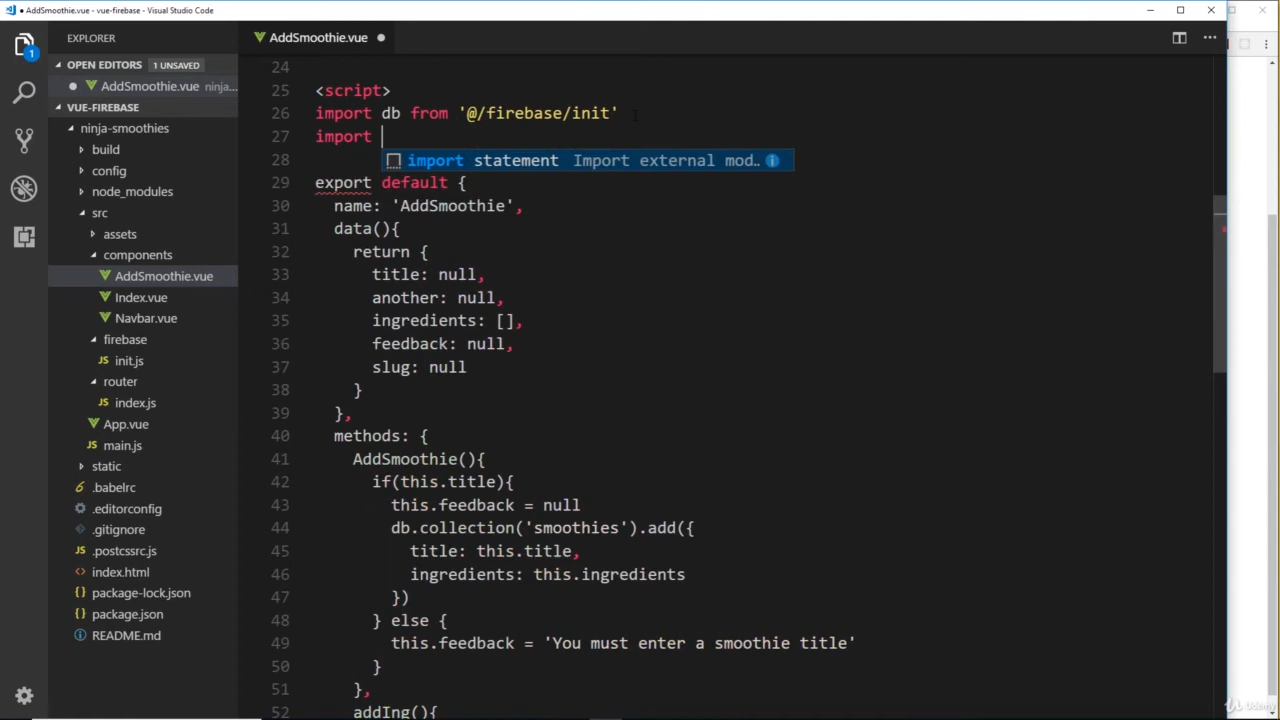 AddSmoothie.vue - vue-firebase - Visual Studio Code
EXPLORER
AddSmoothie.vue
1
OPEN EDITORS 1 UNSAVED
AddSmoothie.vue ninja...
VUE-FIREBASE
ninja-smoothies
build
config
node_modules
src
assets
components
AddSmoothie.vue
Index.vue
Navbar.vue
firebase
JS init.js
router
JS index.js
App.vue
JS main.js
static
.babelrc
.editorconfig
.gitignore
JS .postcssrc.js
<> index.html
{} package-lock.json
{} package.json
README.md
24
25 <script>
26 import db from '@/firebase/init'
27 import
import statement Import external mod..
28
29 export default {
30 name: 'AddSmoothie',
31 data(){
32 return {
33 title: null,
34 another: null,
35 ingredients: [],
36 feedback: null,
37 slug: null
38 }
39 },
40 methods: {
41 AddSmoothie(){
42 if(this.title){
43 this.feedback = null
44 db.collection('smoothies').add({
45 title: this.title,
46 ingredients: this.ingredients
47 })
48 } else {
49 this.feedback = 'You must enter a smoothie title'
50 }
51 },
52 addIng(){
Udemy